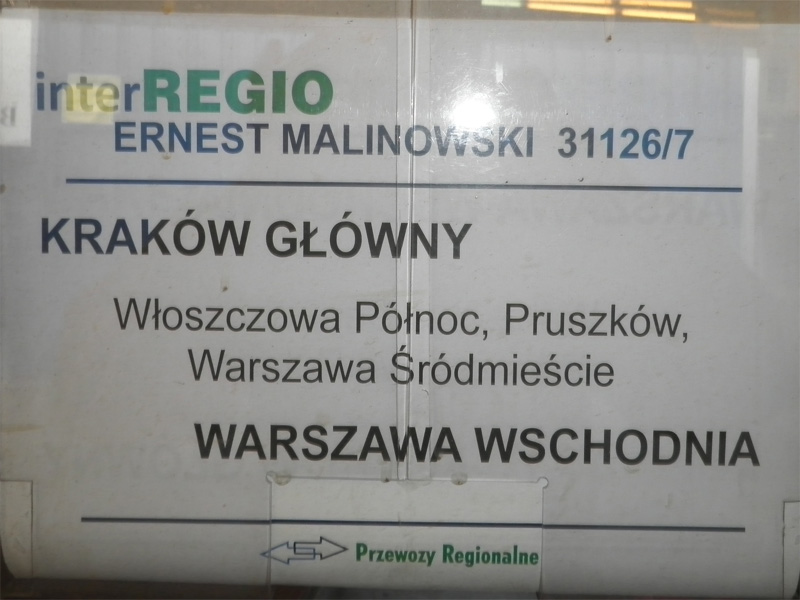 interREGIO
ERNEST MALINOWSKI 31126/7
KRAKÓW GŁÓWNY
Włoszczowa Północ, Pruszków,
Warszawa Śródmieście
WARSZAWA WSCHODNIA
Przewozy Regionalne